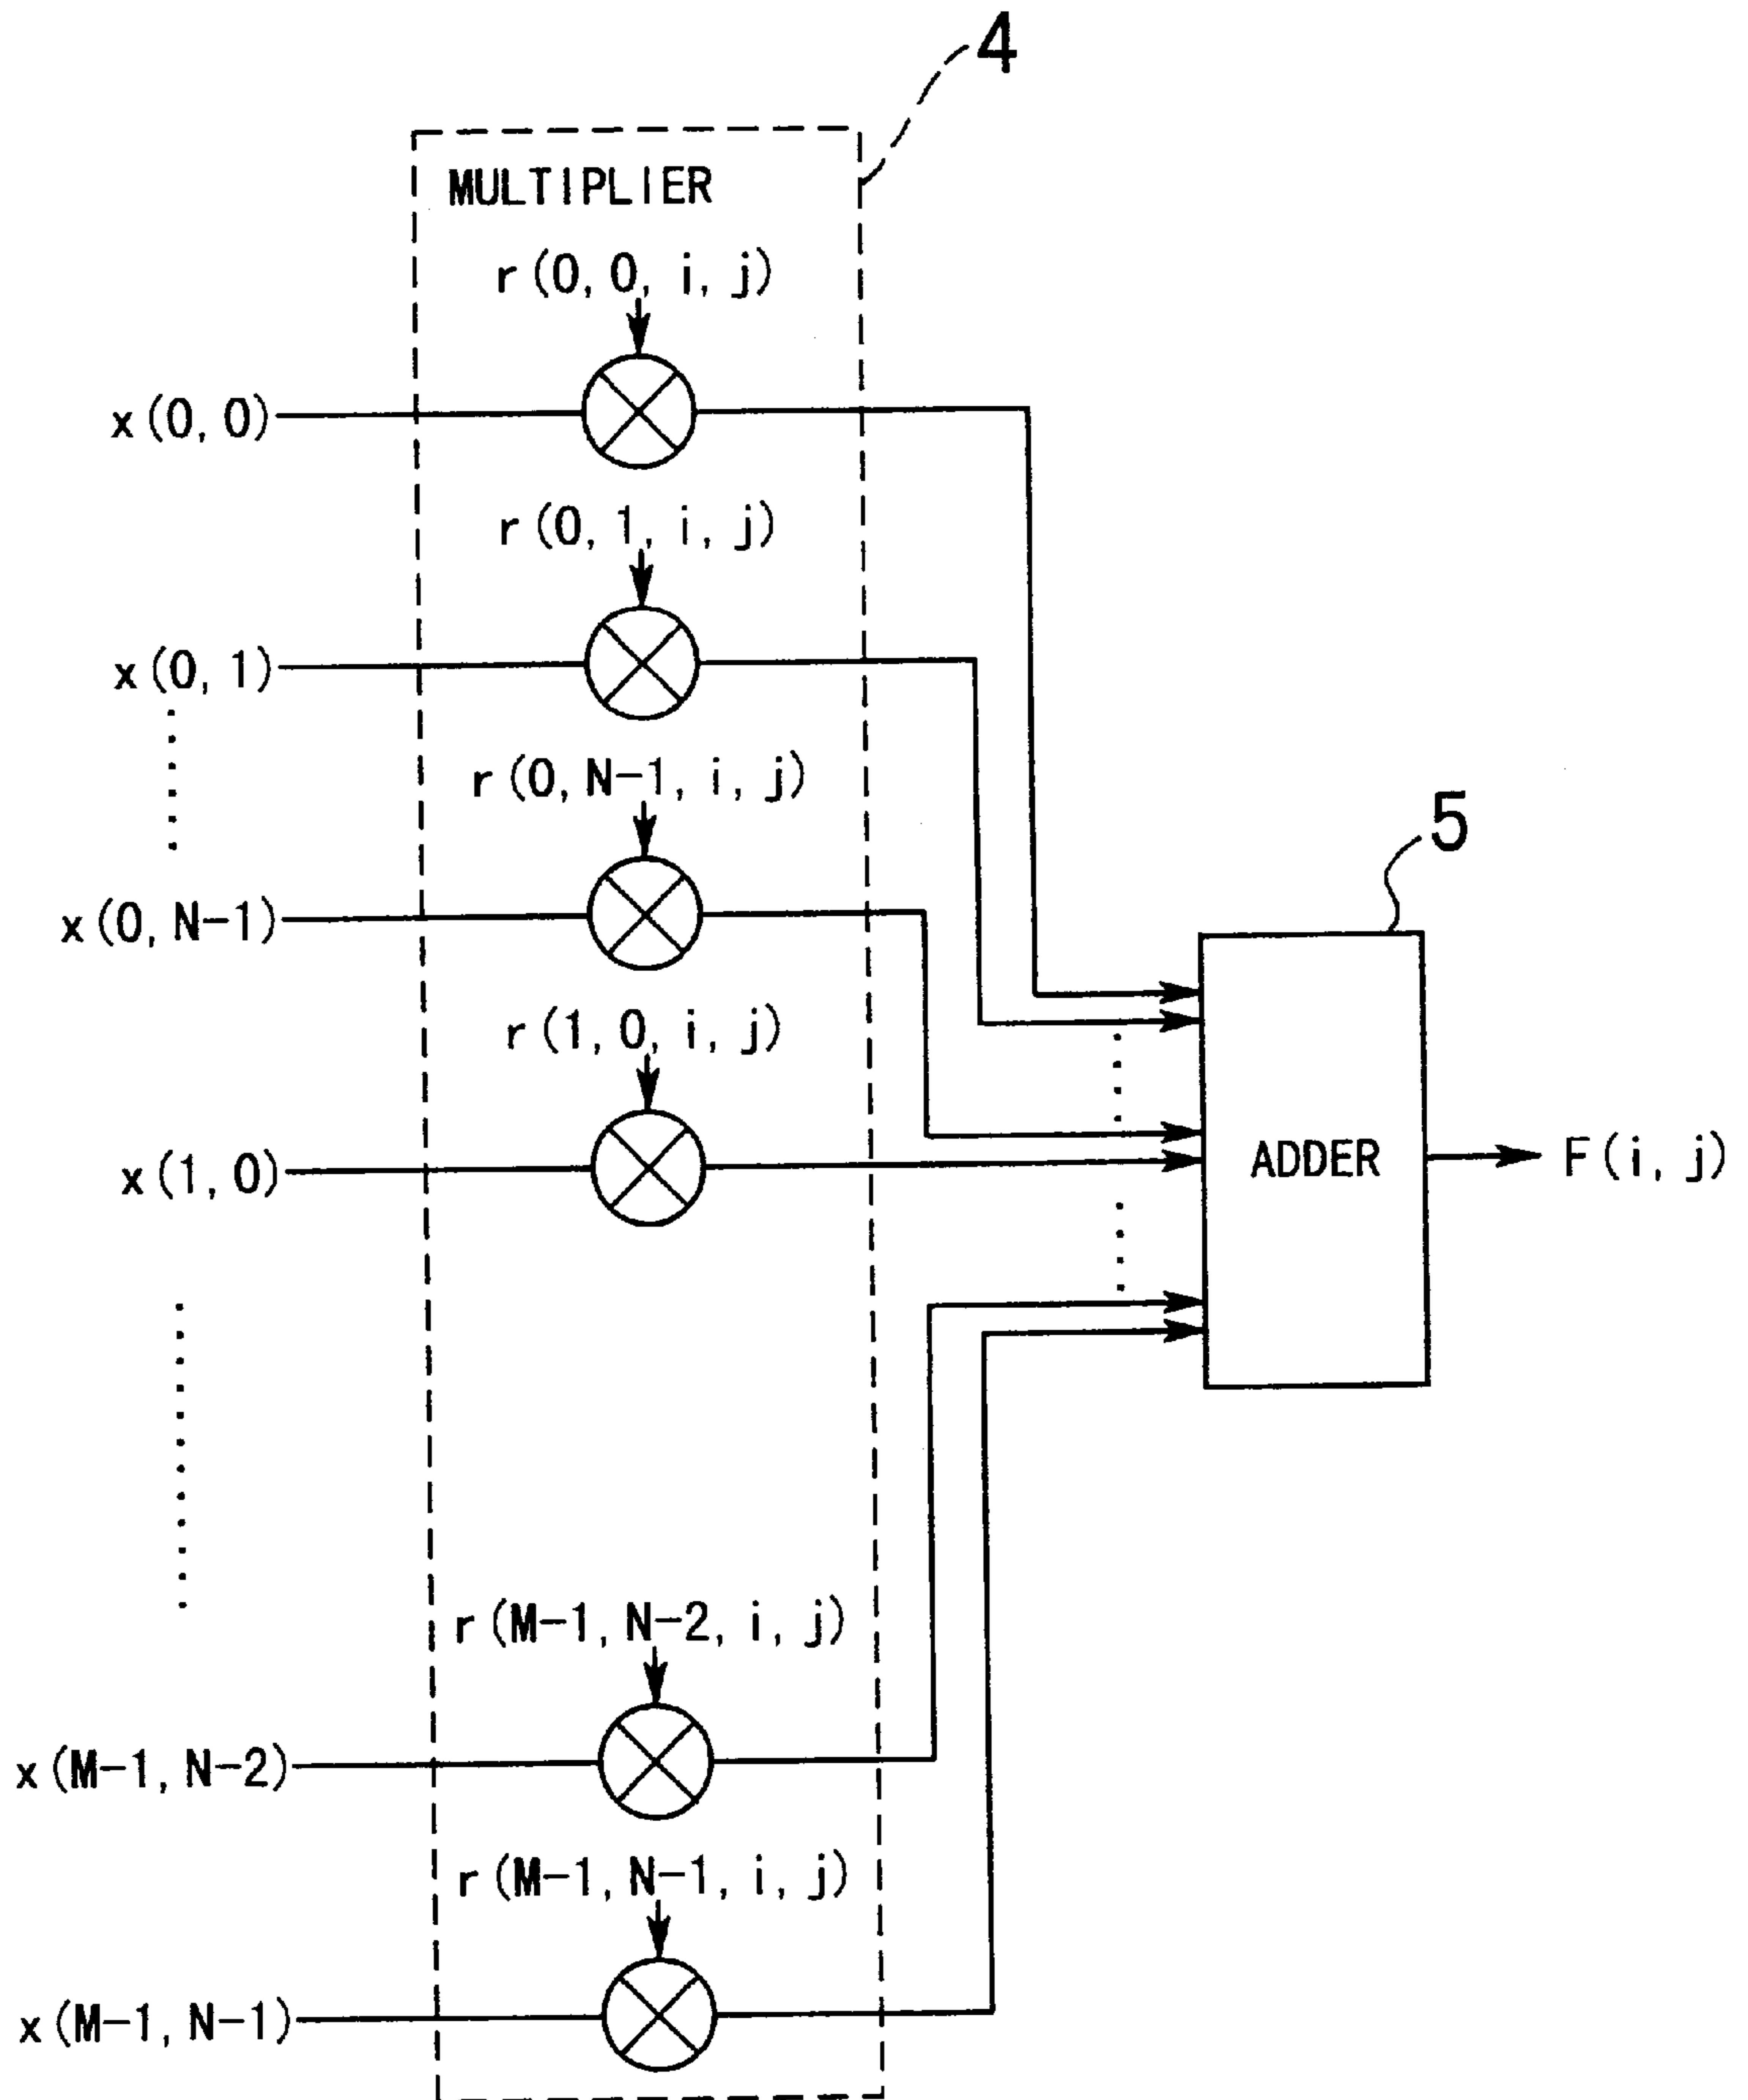 4
MULTIPLIER
r(0, 0, i, j)
x(0, 0)
r(0, 1, i, j)
x(0, 1)
r(0, N-1, i, j)
5
x(0, N-1)
r(1, 0, i, j)
x(1, 0)
ADDER
F(i, j)
r(M-1, N-2, i, j)
x(M-1, N-2)
r(M-1, N-1, i, j)
x(M-1, N-1)